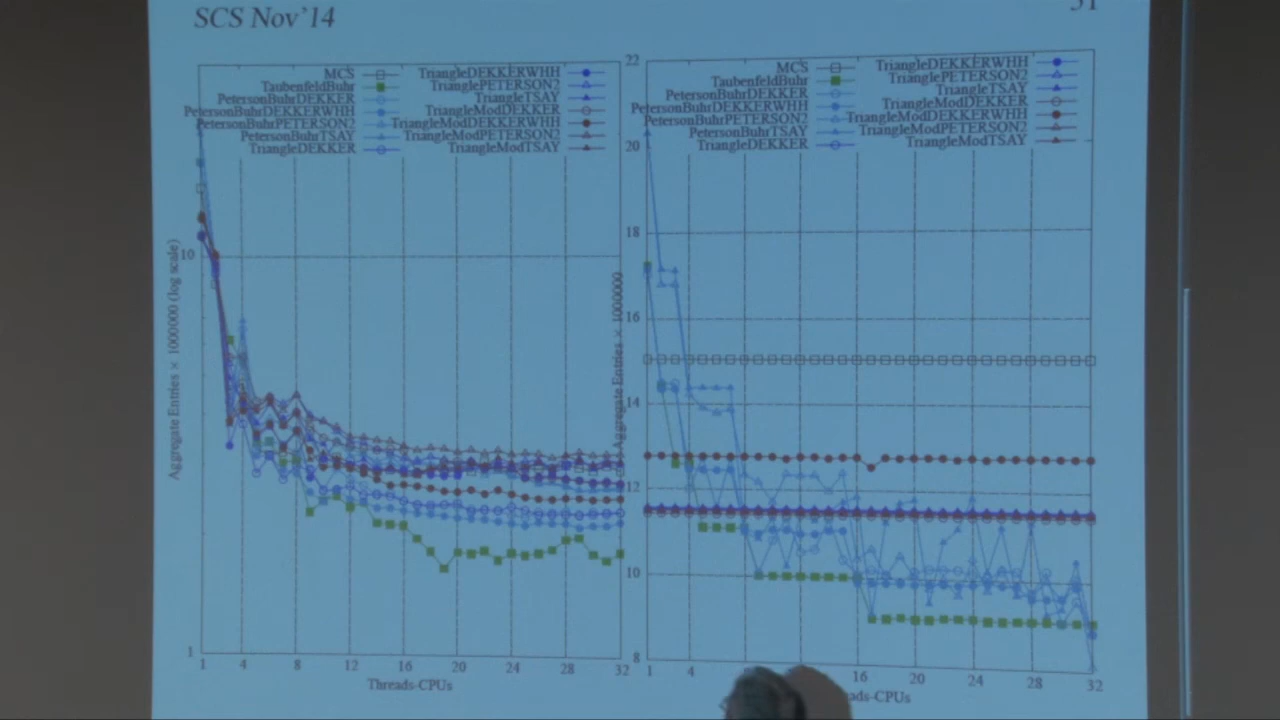 SCS Nov'14
31
MCS
TaubenfeldBuhr
PetersonBuhrDEKKER
PetersonBuhrDEKKERWHH
PetersonBuhrPETERSON2
PetersonBuhrTSAY
TriangleDEKKER
TriangleDEKKERWHH
TrianglePETERSON2
TriangleTSAY
TriangleModDEKKER
TriangleModDEKKERWHH
TriangleModPETERSON2
TriangleModTSAY
Aggregate Entries × 1000000 (log scale)
10
1
1 4 8 12 16 20 24 28 32
Threads-CPUs
MCS
TaubenfeldBuhr
PetersonBuhrDEKKER
PetersonBuhrDEKKERWHH
PetersonBuhrPETERSON2
PetersonBuhrTSAY
TriangleDEKKER
TriangleDEKKERWHH
TrianglePETERSON2
TriangleTSAY
TriangleModDEKKER
TriangleModDEKKERWHH
TriangleModPETERSON2
TriangleModTSAY
Aggregate Entries × 1000000
22
20
18
16
14
12
10
8
1 4 16 20 24 28 32
eads-CPUs